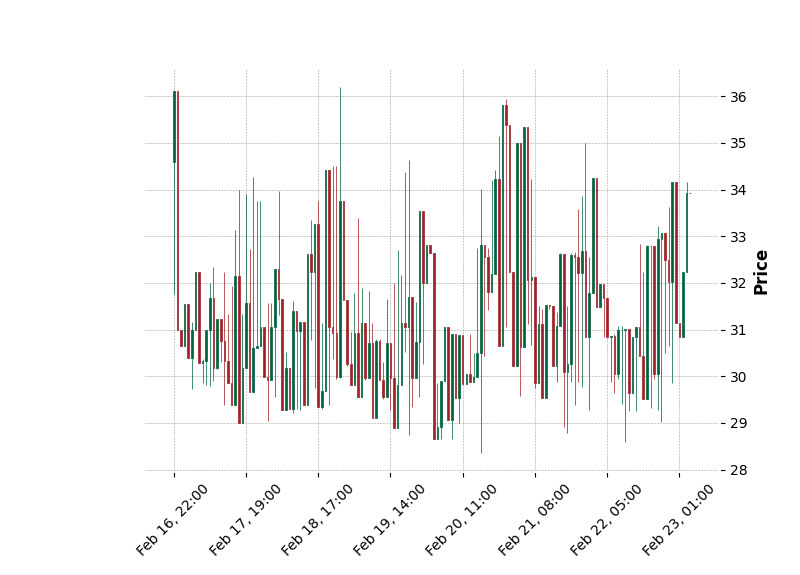 36
35
34
33
32
31
30
29
28
Price
Feb 16, 22:00
Feb 17, 19:00
Feb 18, 17:00
Feb 19, 14:00
Feb 20, 11:00
Feb 21, 08:00
Feb 22, 05:00
Feb 23, 01:00